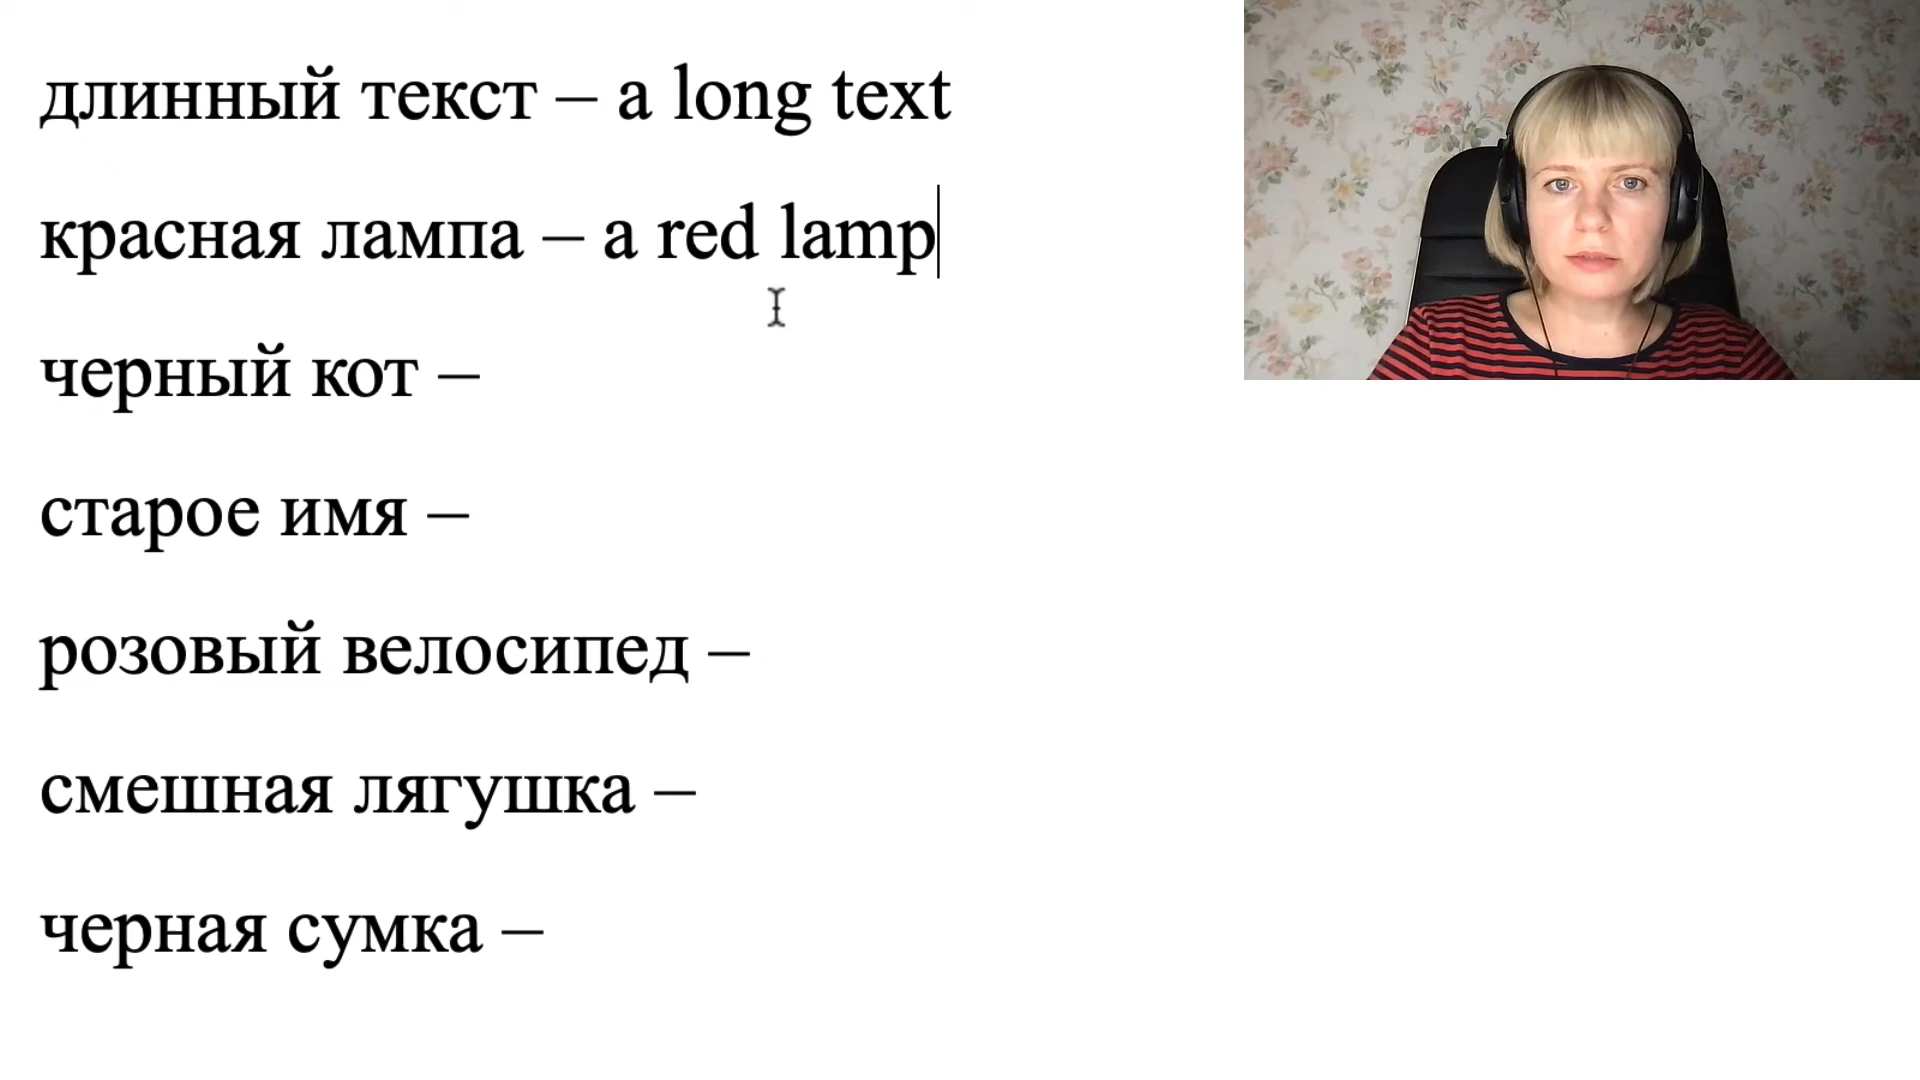 длинный текст – a long text
красная лампа – a red lamp
черный кот –
старое имя –
розовый велосипед –
смешная лягушка –
черная сумка –